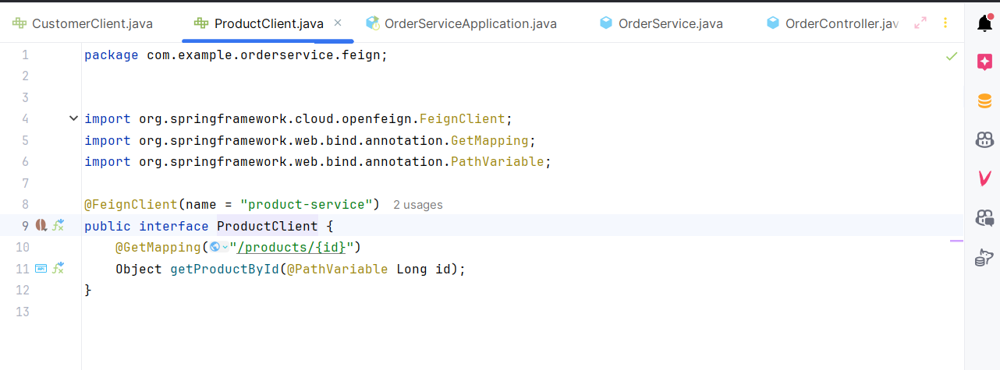 CustomerClient.java ProductClient.java OrderServiceApplication.java OrderService.java OrderController.jav
1 package com.example.orderservice.feign;
2
3
4 import org.springframework.cloud.openfeign.FeignClient;
5 import org.springframework.web.bind.annotation.GetMapping;
6 import org.springframework.web.bind.annotation.PathVariable;
7
8 @FeignClient(name = "product-service") 2 usages
9 public interface ProductClient {
10 @GetMapping("/products/{id}")
11 API Object getProductById(@PathVariable Long id);
12 }
13